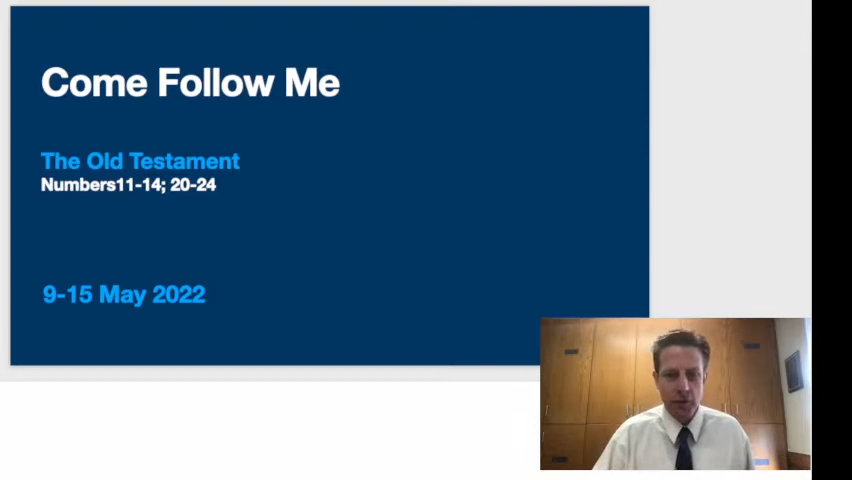 Come Follow Me
The Old Testament
Numbers11-14; 20-24
9-15 May 2022